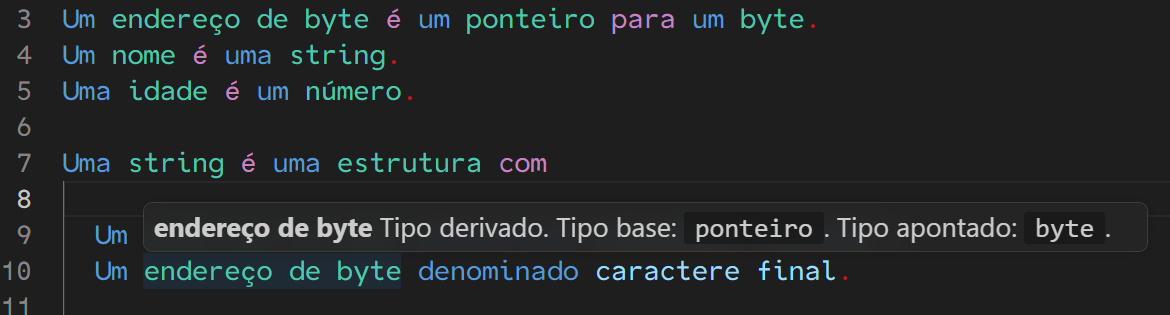 3 Um endereço de byte é um ponteiro para um byte.
4 Um nome é uma string.
5 Uma idade é um número.
6
7 Uma string é uma estrutura com
8
endereço de byte Tipo derivado. Tipo base: ponteiro . Tipo apontado: byte .
9 Um
10 Um endereço de byte denominado caractere final.
11